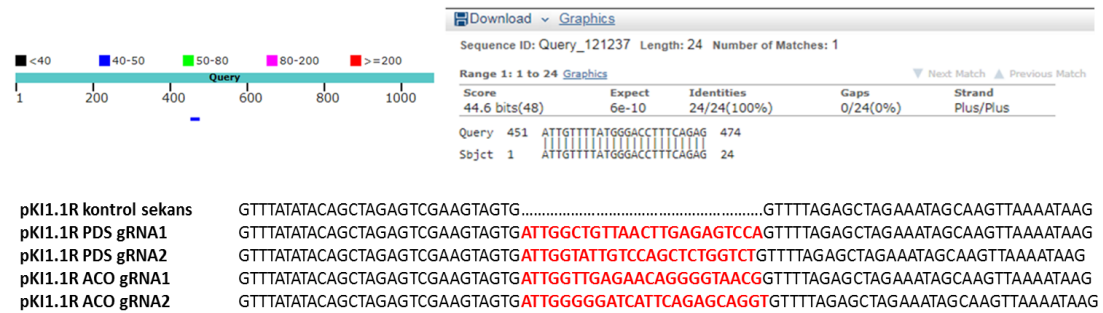 <40 40-50 50-80 80-200 >=200
Query
1 200 400 600 800 1000
Download Graphics
Sequence ID: Query_121237 Length: 24 Number of Matches: 1
Range 1: 1 to 24 Graphics Next Match Previous Match
Score Expect Identities Gaps Strand
44.6 bits(48) 6e-10 24/24(100%) 0/24(0%) Plus/Plus
Query 451 ATTGTTTTATGGGACCTTTCAGAG 474
||||||||||||||||||||||||
Sbjct 1 ATTGTTTTATGGGACCTTTCAGAG 24
pKI1.1R kontrol sekans GTTTATATACAGCTAGAGTCGAAGTAGTG……………………………………………….GTTTTAGAGCTAGAAATAGCAAGTTAAAATAAG
pKI1.1R PDS gRNA1 GTTTATATACAGCTAGAGTCGAAGTAGTGATTGGCTGTTAACTTGAGAGTCCAGTTTTAGAGCTAGAAATAGCAAGTTAAAATAAG
pKI1.1R PDS gRNA2 GTTTATATACAGCTAGAGTCGAAGTAGTGATTGGTATTGTCCAGCTCTGGTCTGTTTTAGAGCTAGAAATAGCAAGTTAAAATAAG
pKI1.1R ACO gRNA1 GTTTATATACAGCTAGAGTCGAAGTAGTGATTGGTTGAGAACAGGGGTAACGGTTTTAGAGCTAGAAATAGCAAGTTAAAATAAG
pKI1.1R ACO gRNA2 GTTTATATACAGCTAGAGTCGAAGTAGTGATTGGGGGATCATTCAGAGCAGGTGTTTTAGAGCTAGAAATAGCAAGTTAAAATAAG